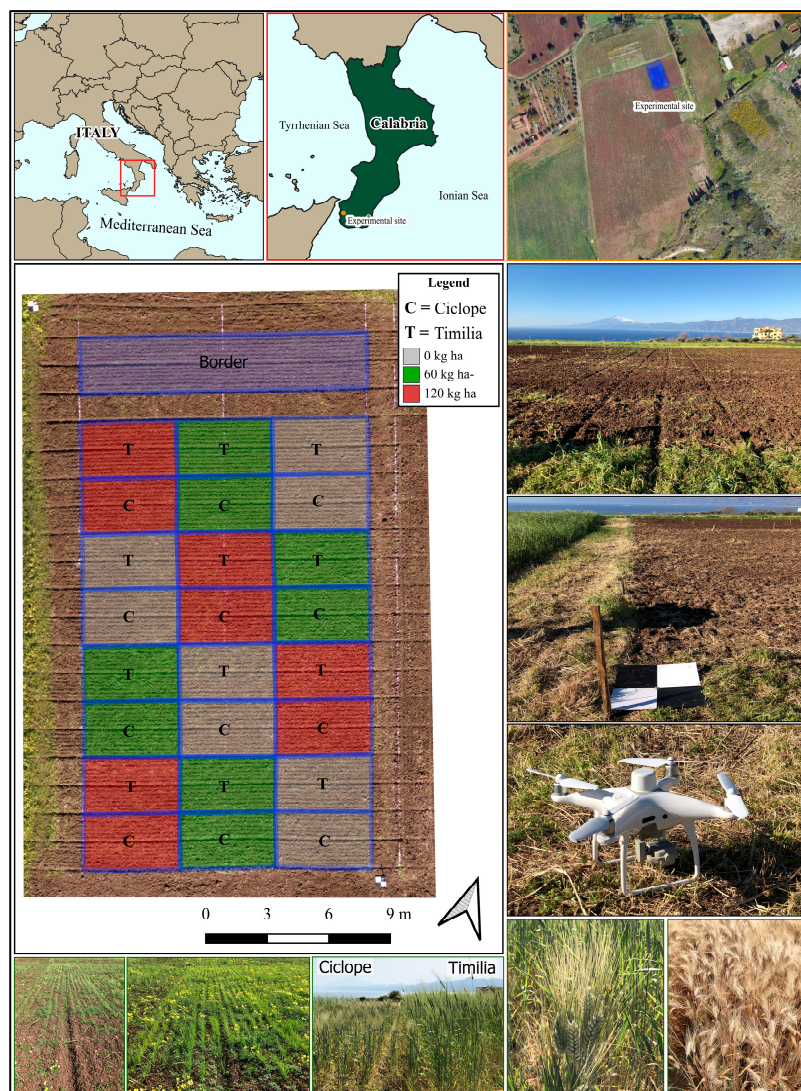 ITALY
Mediterranean Sea
Tyrrhenian Sea
Calabria
Ionian Sea
Experimental site
Experimental site
Legend
C = Ciclope
T = Timilia
0 kg ha
60 kg ha-
120 kg ha
Border
T T T
C C C
T T T
C C C
T T T
C C C
T T T
C C C
0 3 6 9 m
Ciclope Timilia